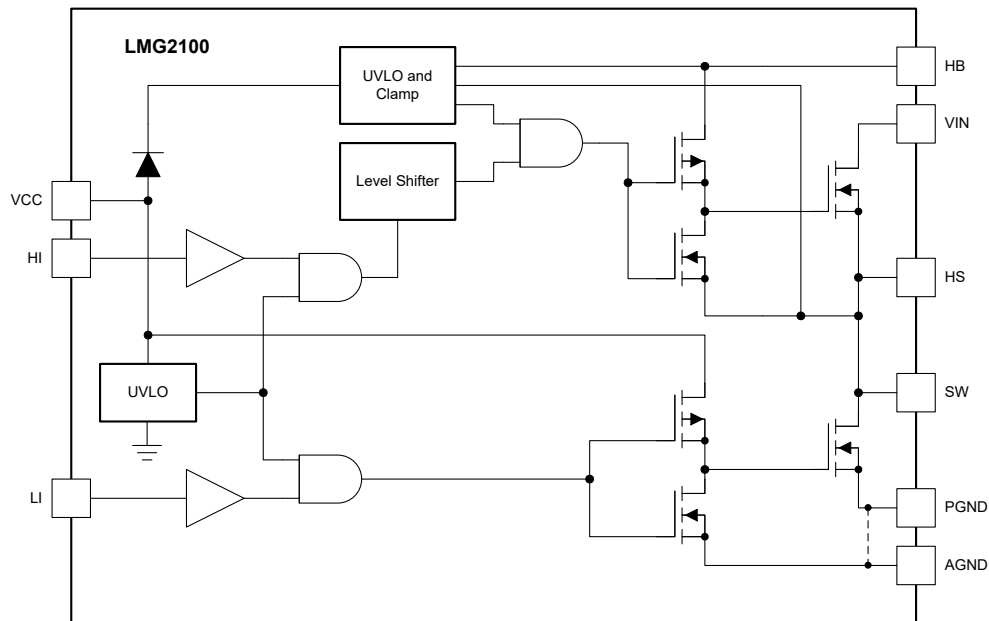 LMG2100
HB
UVLO and
Clamp
VIN
Level Shifter
VCC
HI
HS
UVLO
SW
LI
PGND
AGND